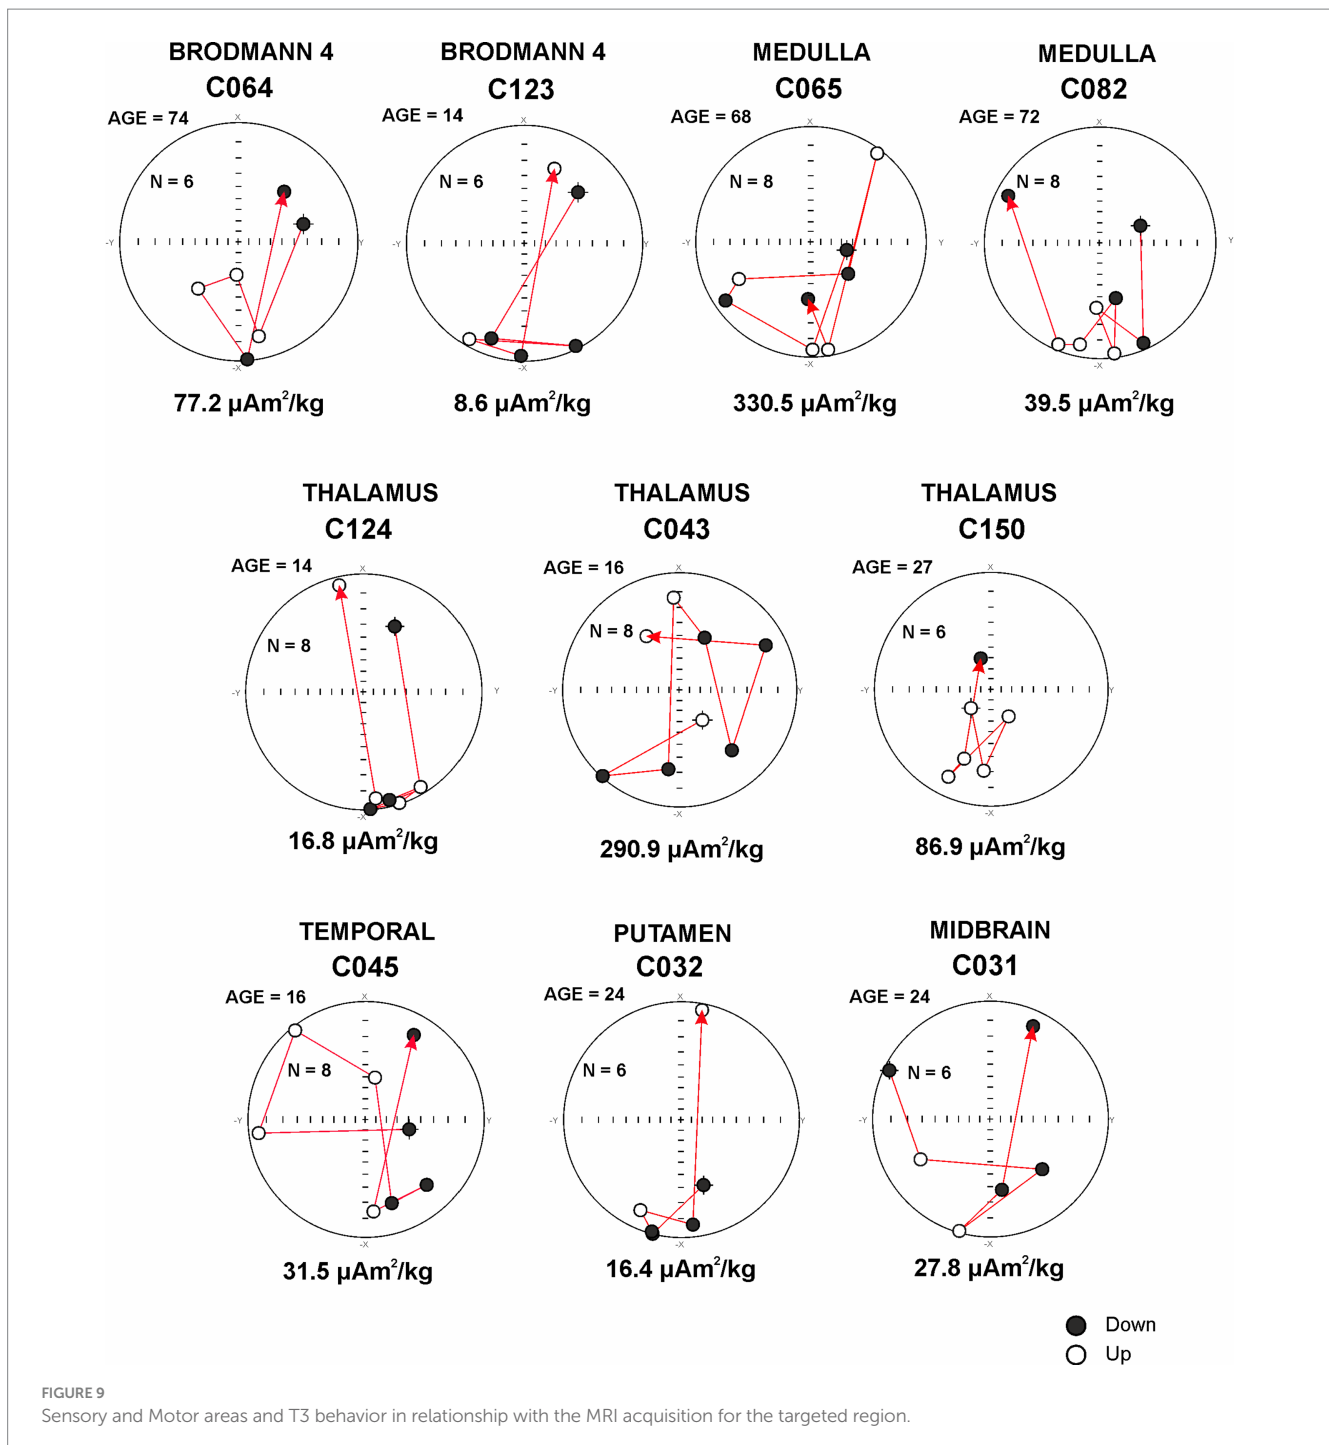 BRODMANN 4
C064
AGE = 74
N = 6
X
-Y
Y
-X
77.2 µAm²/kg
BRODMANN 4
C123
AGE = 14
N = 6
X
-Y
Y
-X
8.6 µAm²/kg
MEDULLA
C065
AGE = 68
N = 8
X
-Y
Y
-X
330.5 µAm²/kg
MEDULLA
C082
AGE = 72
N = 8
X
-Y
Y
-X
39.5 µAm²/kg
THALAMUS
C124
AGE = 14
N = 8
X
-Y
Y
-X
16.8 µAm²/kg
THALAMUS
C043
AGE = 16
N = 8
X
-Y
Y
-X
290.9 µAm²/kg
THALAMUS
C150
AGE = 27
N = 6
X
-Y
Y
-X
86.9 µAm²/kg
TEMPORAL
C045
AGE = 16
N = 8
X
-Y
Y
-X
31.5 µAm²/kg
PUTAMEN
C032
AGE = 24
N = 6
X
-Y
Y
-X
16.4 µAm²/kg
MIDBRAIN
C031
AGE = 24
N = 6
X
-Y
Y
-X
27.8 µAm²/kg
Down
Up
FIGURE 9
Sensory and Motor areas and T3 behavior in relationship with the MRI acquisition for the targeted region.